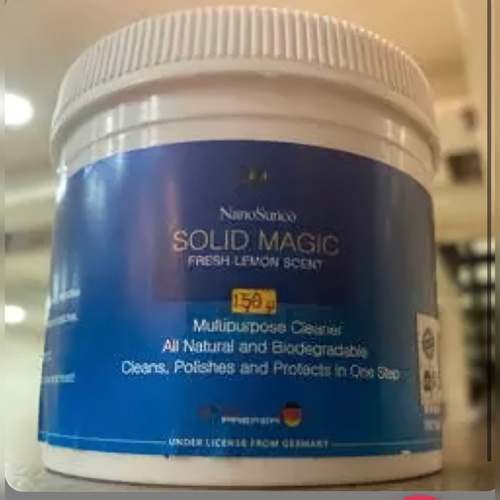 NanoSurico
SOLID MAGIC
FRESH LEMON SCENT
150 g
Multipurpose Cleaner
All Natural and Biodegradable
Cleans, Polishes and Protects in One Step
UNDER LICENSE FROM GERMANY